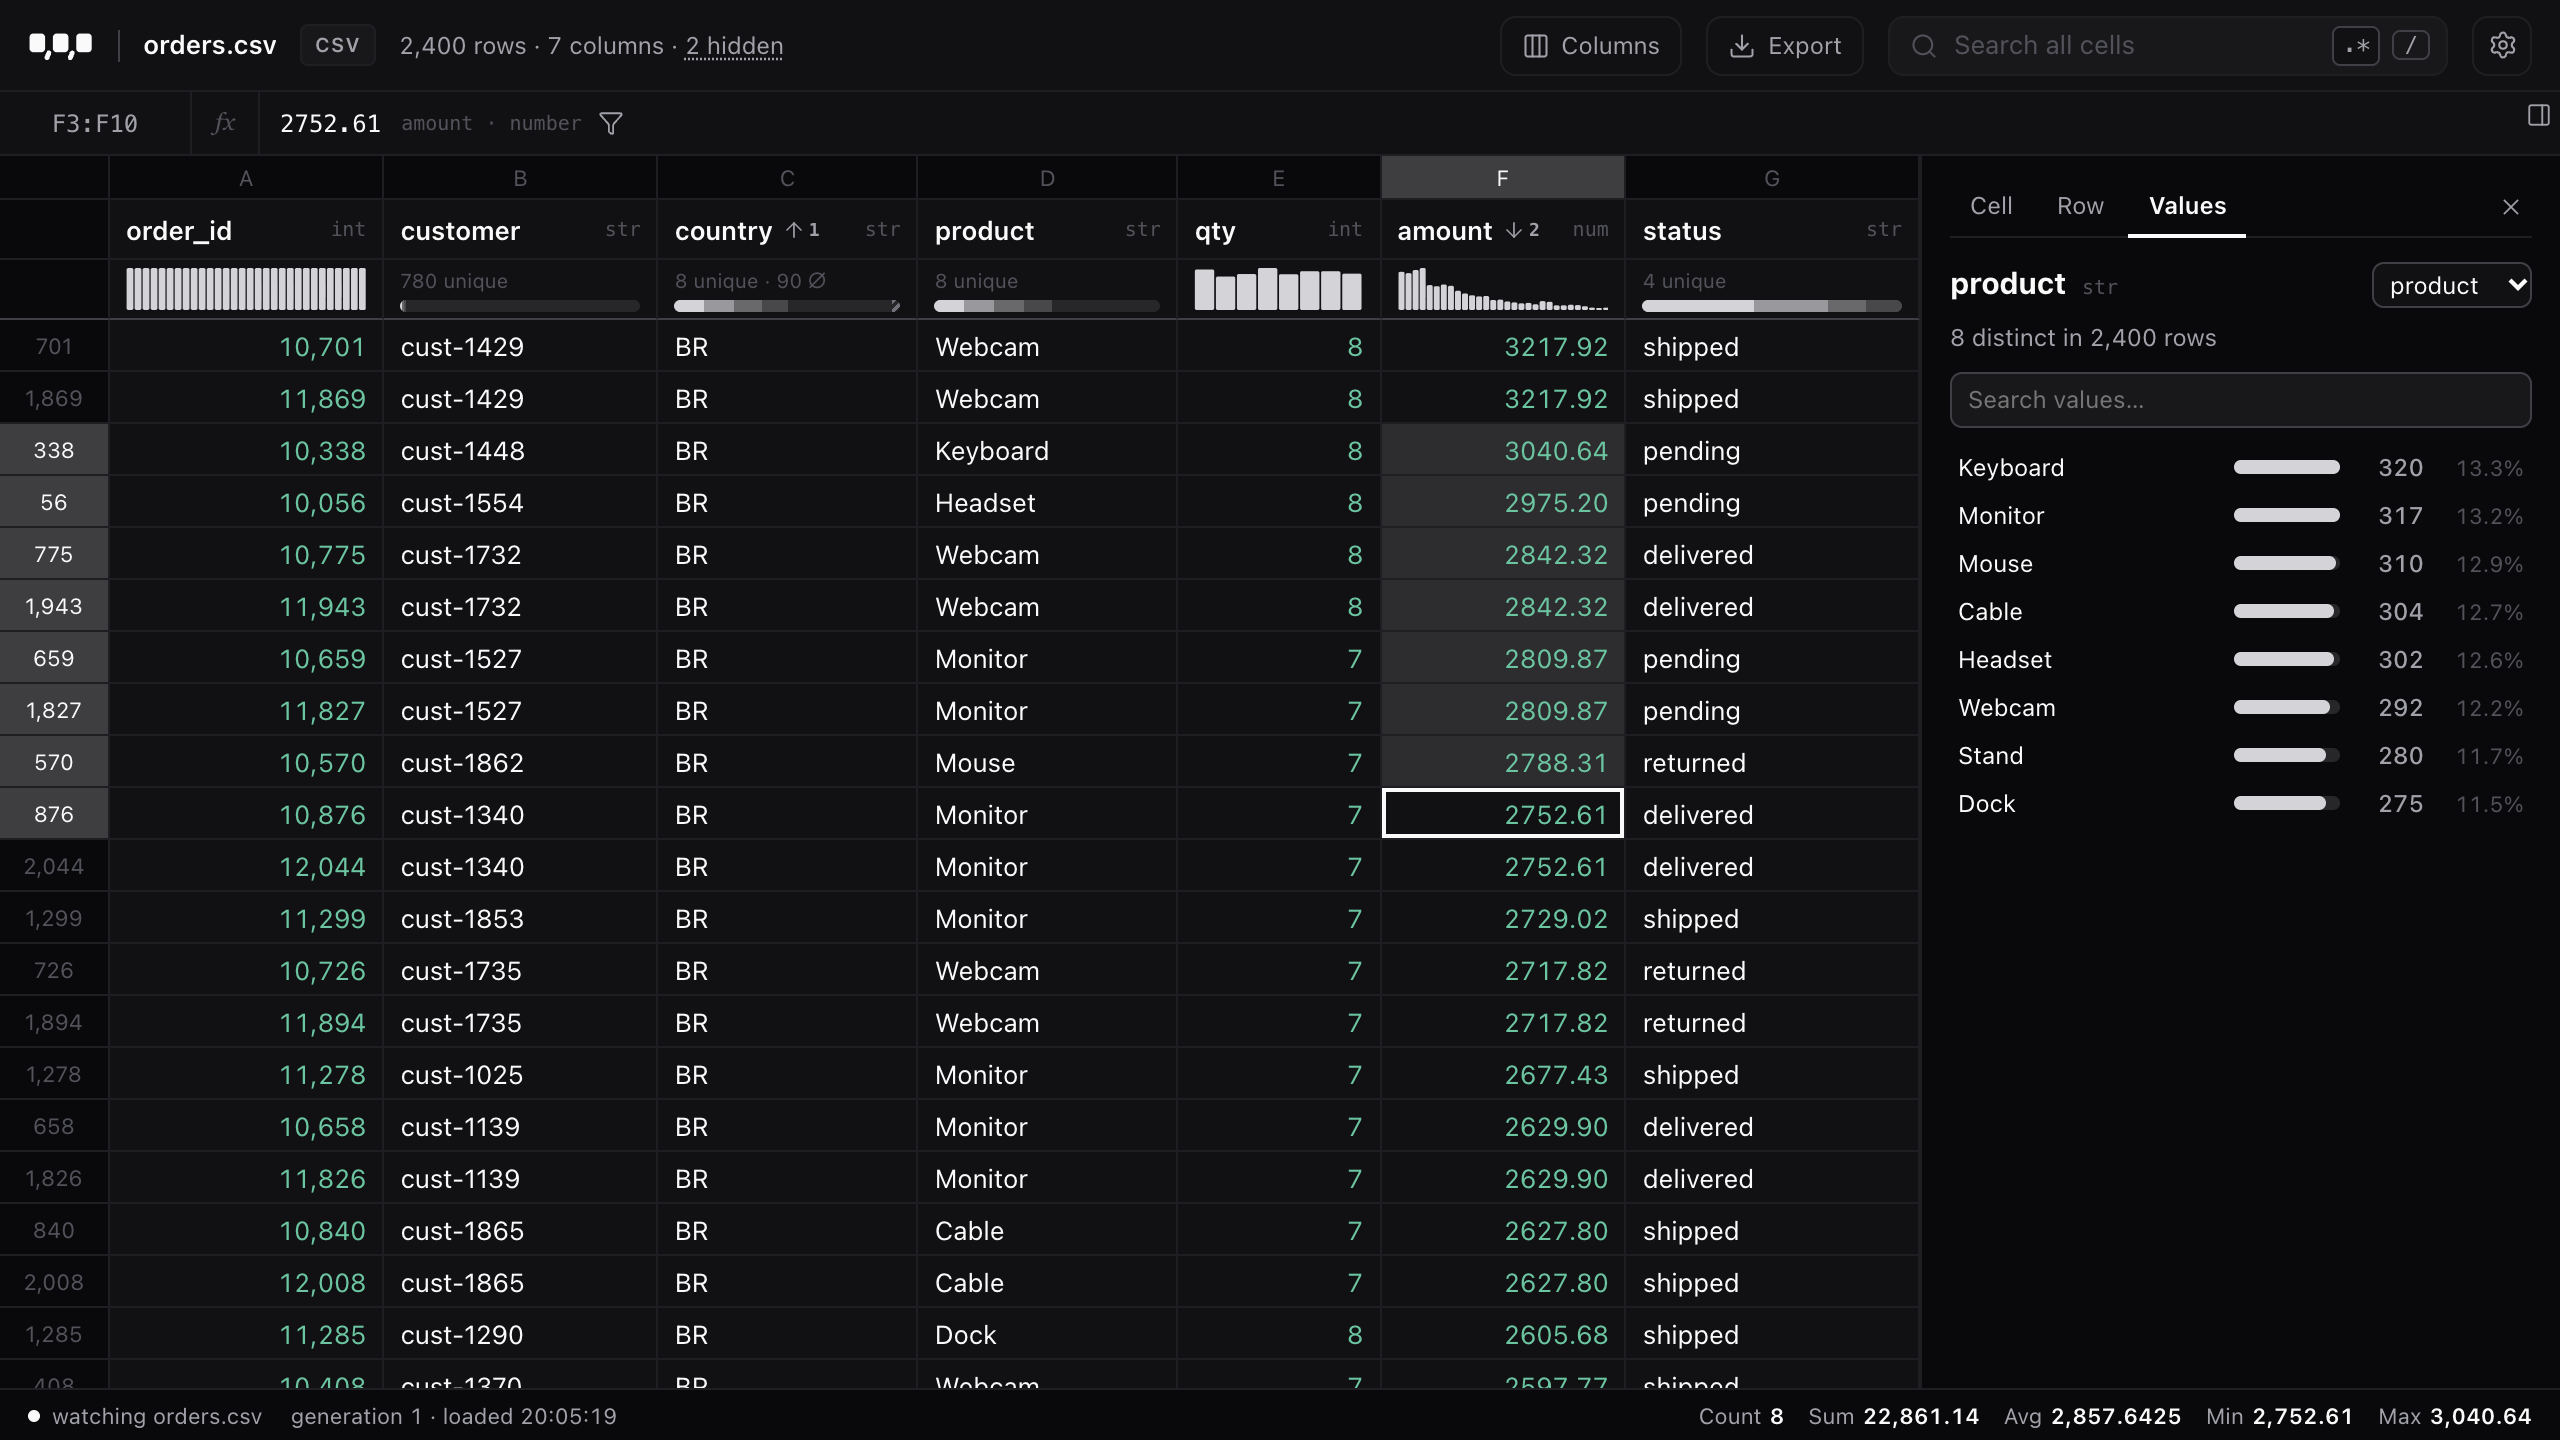 orders.csv CSV 2,400 rows · 7 columns · 2 hidden Columns Export Search all cells .* /
F3:F10 fx 2752.61 amount · number
A B C D E F G
order_id int customer str country ↑ 1 str product str qty int amount ↓ 2 num status str
780 unique 8 unique · 90 ∅ 8 unique 4 unique
701 10,701 cust-1429 BR Webcam 8 3217.92 shipped
1,869 11,869 cust-1429 BR Webcam 8 3217.92 shipped
338 10,338 cust-1448 BR Keyboard 8 3040.64 pending
56 10,056 cust-1554 BR Headset 8 2975.20 pending
775 10,775 cust-1732 BR Webcam 8 2842.32 delivered
1,943 11,943 cust-1732 BR Webcam 8 2842.32 delivered
659 10,659 cust-1527 BR Monitor 7 2809.87 pending
1,827 11,827 cust-1527 BR Monitor 7 2809.87 pending
570 10,570 cust-1862 BR Mouse 7 2788.31 returned
876 10,876 cust-1340 BR Monitor 7 2752.61 delivered
2,044 12,044 cust-1340 BR Monitor 7 2752.61 delivered
1,299 11,299 cust-1853 BR Monitor 7 2729.02 shipped
726 10,726 cust-1735 BR Webcam 7 2717.82 returned
1,894 11,894 cust-1735 BR Webcam 7 2717.82 returned
1,278 11,278 cust-1025 BR Monitor 7 2677.43 shipped
658 10,658 cust-1139 BR Monitor 7 2629.90 delivered
1,826 11,826 cust-1139 BR Monitor 7 2629.90 delivered
840 10,840 cust-1865 BR Cable 7 2627.80 shipped
2,008 12,008 cust-1865 BR Cable 7 2627.80 shipped
1,285 11,285 cust-1290 BR Dock 8 2605.68 shipped
408 10,408 cust-1370 BR Webcam 7 2597.77 shipped
Cell Row Values
product str product
8 distinct in 2,400 rows
Search values...
Keyboard 320 13.3%
Monitor 317 13.2%
Mouse 310 12.9%
Cable 304 12.7%
Headset 302 12.6%
Webcam 292 12.2%
Stand 280 11.7%
Dock 275 11.5%
watching orders.csv generation 1 · loaded 20:05:19 Count 8 Sum 22,861.14 Avg 2,857.6425 Min 2,752.61 Max 3,040.64